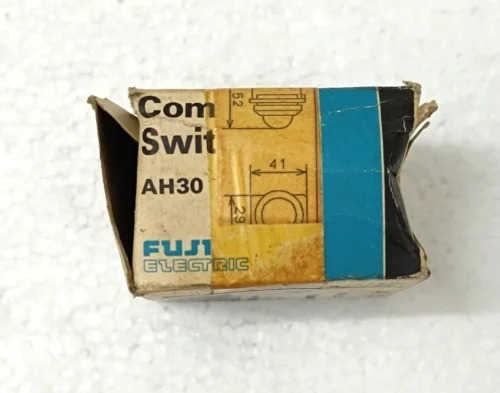 Com
Swit
AH30
FUJI
ELECTRIC
52
41
29